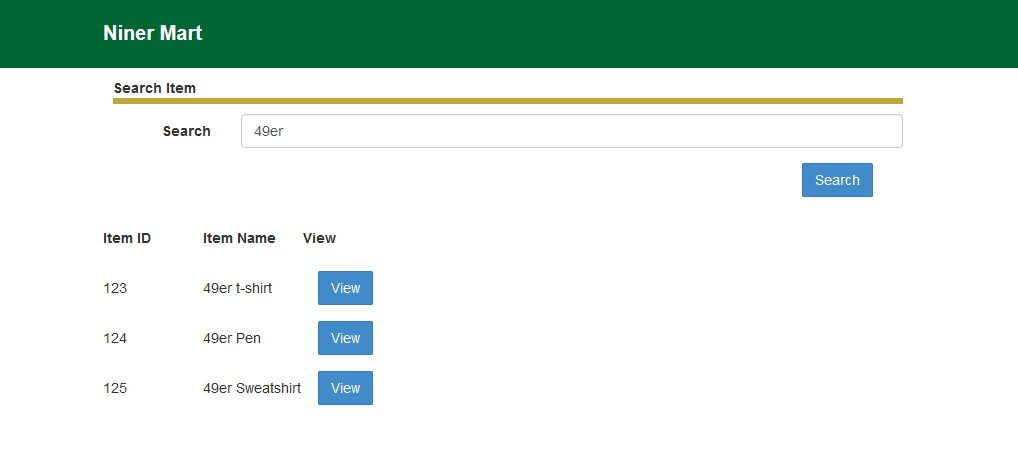 Niner Mart
Search Item
Search 49er
Search
Item ID Item Name View
123 49er t-shirt View
124 49er Pen View
125 49er Sweatshirt View